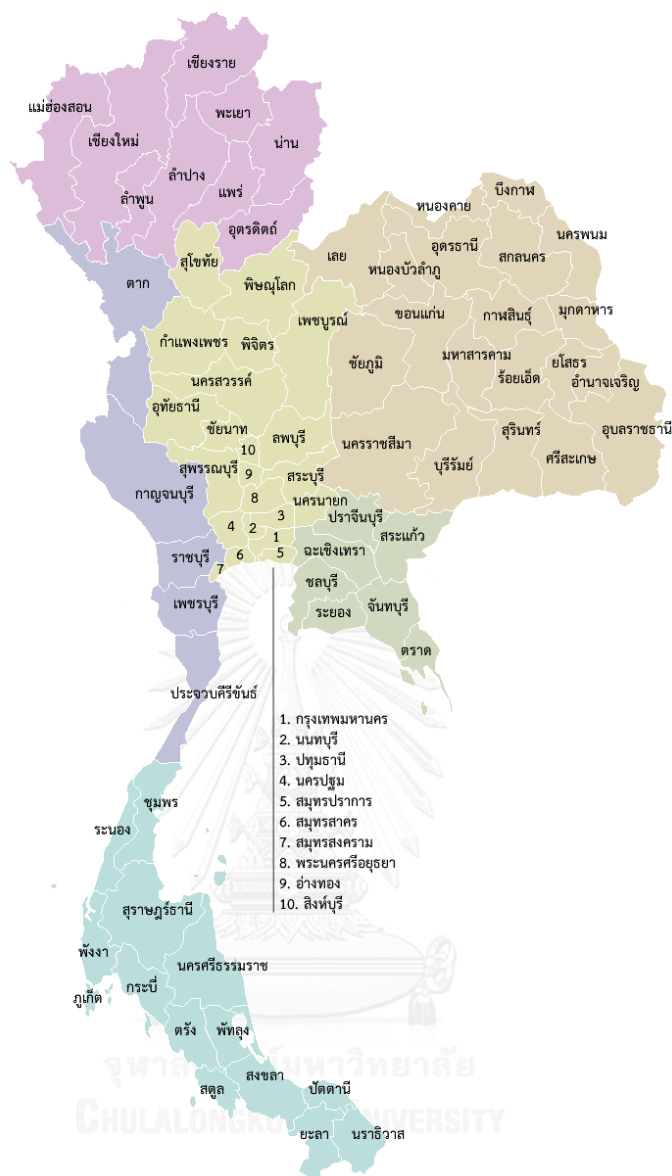 เชียงราย
แม่ฮ่องสอน
พะเยา
เชียงใหม่
น่าน
ลำปาง
แพร่
ลำพูน
อุตรดิตถ์
บึงกาฬ
หนองคาย
นครพนม
อุดรธานี
เลย
สกลนคร
หนองบัวลำภู
สุโขทัย
ตาก
พิษณุโลก
ขอนแก่น
กาฬสินธุ์
มุกดาหาร
เพชบูรณ์
กำแพงเพชร
พิจิตร
ชัยภูมิ
มหาสารคาม
ยโสธร
ร้อยเอ็ด
อำนาจเจริญ
นครสวรรค์
อุทัยธานี
ชัยนาท
ลพบุรี
นครราชสีมา
สุรินทร์
อุบลราชธานี
10
สุพรรณบุรี
9
สระบุรี
บุรีรัมย์
ศรีสะเกษ
กาญจนบุรี
8
นครนายก
3
ปราจีนบุรี
4
2
สระแก้ว
1
ราชบุรี
6
5
ฉะเชิงเทรา
7
ชลบุรี
เพชรบุรี
ระยอง
จันทบุรี
ตราด
ประจวบคีรีขันธ์
1. กรุงเทพมหานคร
2. นนทบุรี
3. ปทุมธานี
4. นครปฐม
5. สมุทรปราการ
6. สมุทรสาคร
7. สมุทรสงคราม
8. พระนครศรีอยุธยา
9. อ่างทอง
10. สิงห์บุรี
ชุมพร
ระนอง
สุราษฎร์ธานี
พังงา
นครศรีธรรมราช
ภูเก็ต
กระบี่
ตรัง
พัทลุง
สงขลา
สตูล
ปัตตานี
ยะลา
นราธิวาส